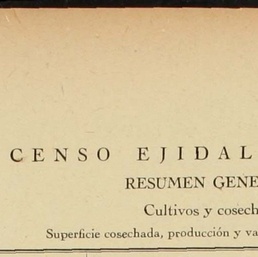 CENSO EJIDAL
RESUMEN GENE
Cultivos y cosech
Superficie cosechada, producción y va